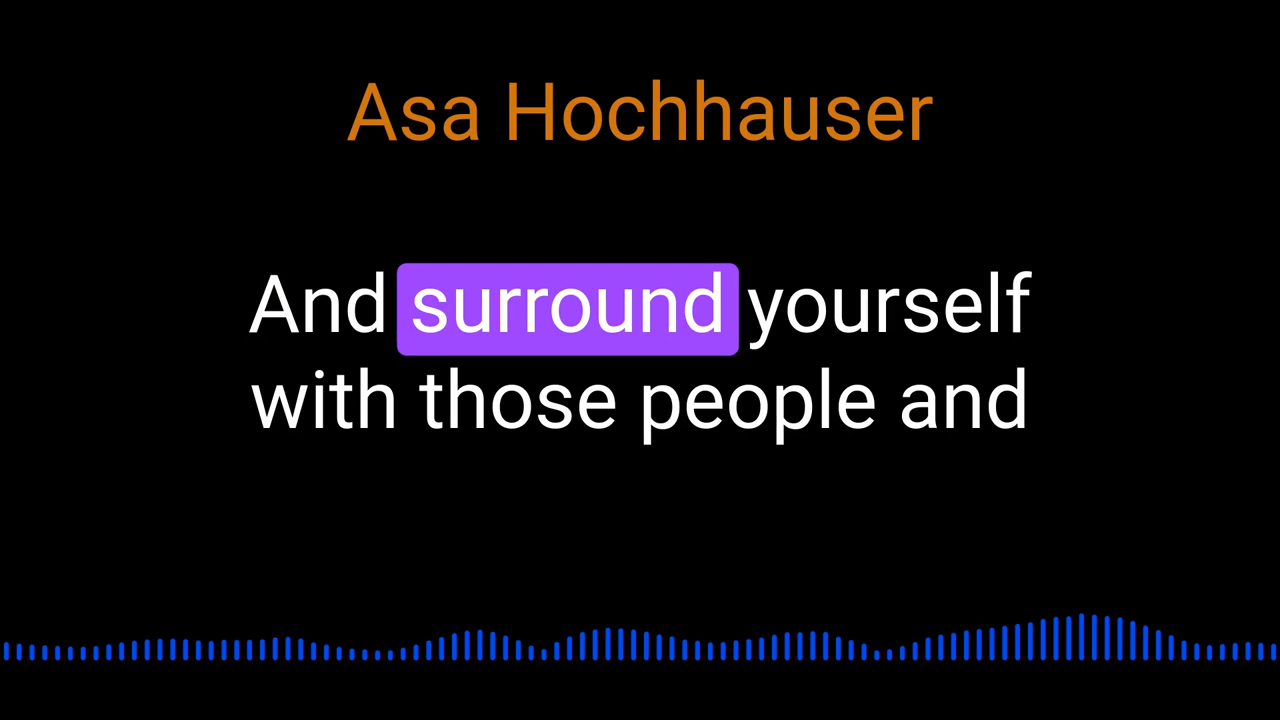 Asa Hochhauser
And surround yourself
with those people and